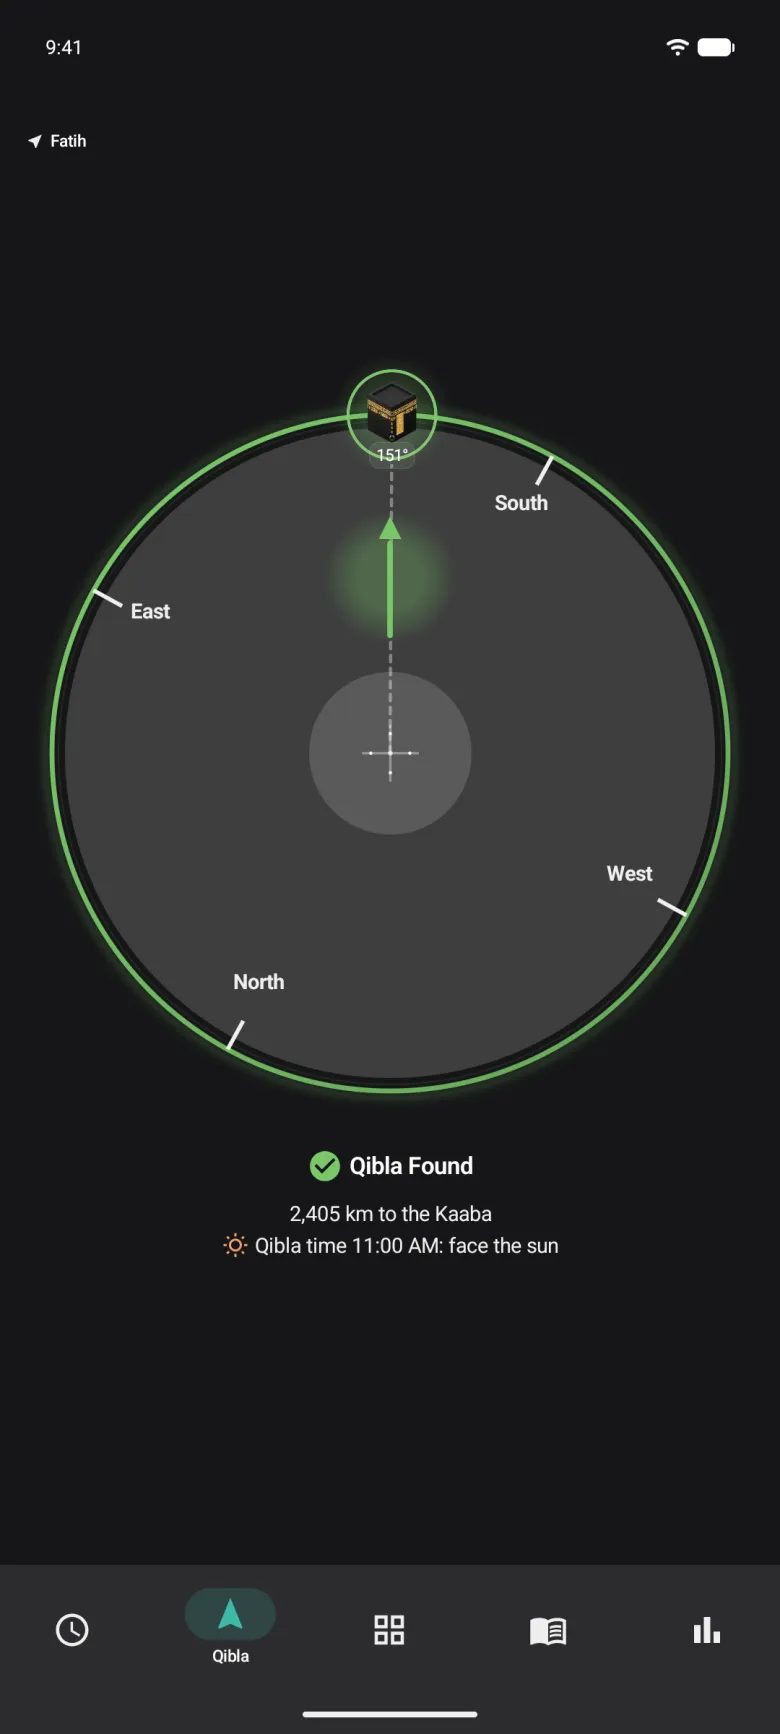 9:41
Fatih
151°
South
East
West
North
Qibla Found
2,405 km to the Kaaba
Qibla time 11:00 AM: face the sun
Qibla